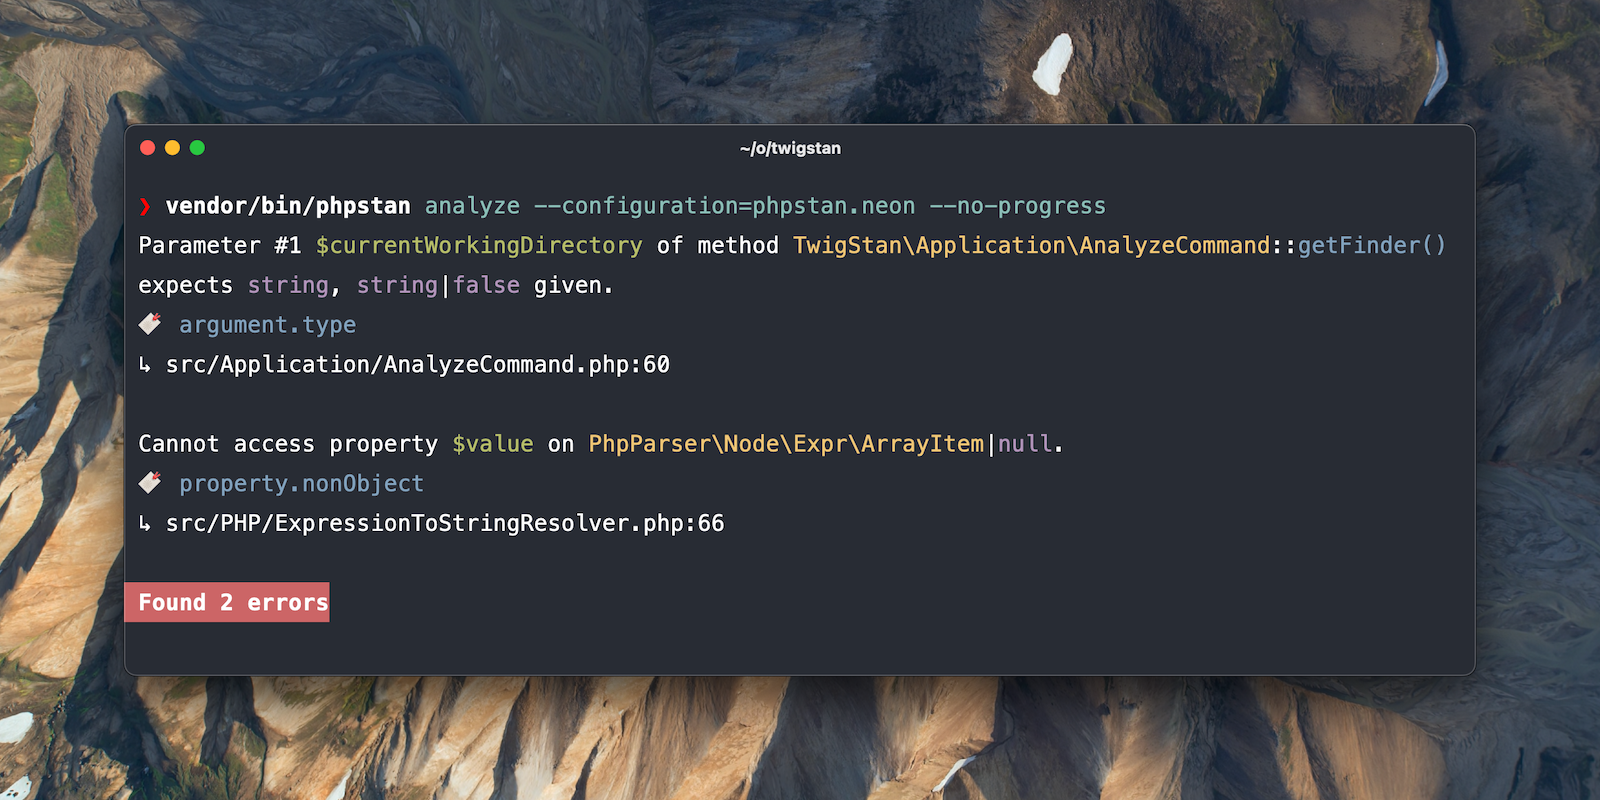 ~/o/twigstan
❯ vendor/bin/phpstan analyze --configuration=phpstan.neon --no-progress
Parameter #1 $currentWorkingDirectory of method TwigStan\Application\AnalyzeCommand::getFinder()
expects string, string|false given.
argument.type
↳ src/Application/AnalyzeCommand.php:60
Cannot access property $value on PhpParser\Node\Expr\ArrayItem|null.
property.nonObject
↳ src/PHP/ExpressionToStringResolver.php:66
Found 2 errors